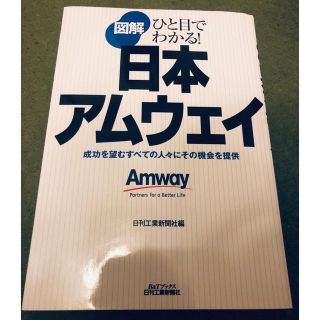 図解
ひと目で
わかる!
日本
アムウェイ
成功を望むすべての人々にその機会を提供
Amway
Partners for a Better Life
日刊工業新聞社編
B&Tブックス
日刊工業新聞社